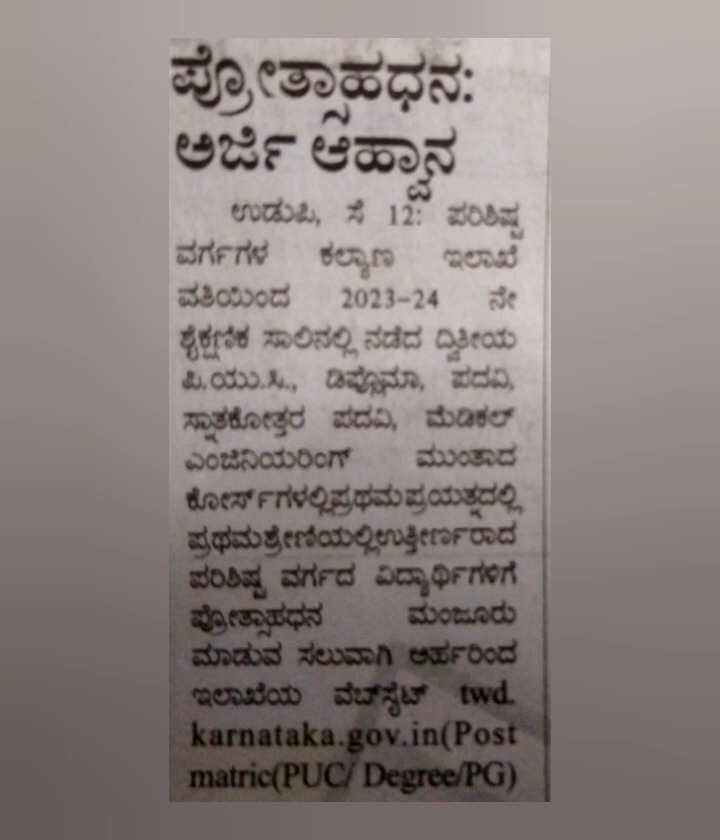 ಪ್ರೋತ್ಸಾಹಧನ:
ಅರ್ಜಿ ಆಹ್ವಾನ
ಉಡುಪಿ, ಸೆ 12: ಪರಿಶಿಷ್ಟ
ವರ್ಗಗಳ ಕಲ್ಯಾಣ ಇಲಾಖೆ
ವತಿಯಿಂದ 2023-24 ನೇ
ಶೈಕ್ಷಣಿಕ ಸಾಲಿನಲ್ಲಿ ನಡೆದ ದ್ವಿತೀಯ
ಪಿ.ಯು.ಸಿ., ಡಿಪ್ಲೊಮಾ, ಪದವಿ,
ಸ್ನಾತಕೋತ್ತರ ಪದವಿ, ಮೆಡಿಕಲ್
ಎಂಜಿನಿಯರಿಂಗ್ ಮುಂತಾದ
ಕೋರ್ಸ್‌ಗಳಲ್ಲಿ ಪ್ರಥಮ ಪ್ರಯತ್ನದಲ್ಲಿ
ಪ್ರಥಮ ಶ್ರೇಣಿಯಲ್ಲಿ ಉತ್ತೀರ್ಣರಾದ
ಪರಿಶಿಷ್ಟ ವರ್ಗದ ವಿದ್ಯಾರ್ಥಿಗಳಿಗೆ
ಪ್ರೋತ್ಸಾಹಧನ ಮಂಜೂರು
ಮಾಡುವ ಸಲುವಾಗಿ ಅರ್ಹರಿಂದ
ಇಲಾಖೆಯ ವೆಬ್‌ಸೈಟ್ twd.
karnataka.gov.in(Post
matric(PUC/ Degree/PG)